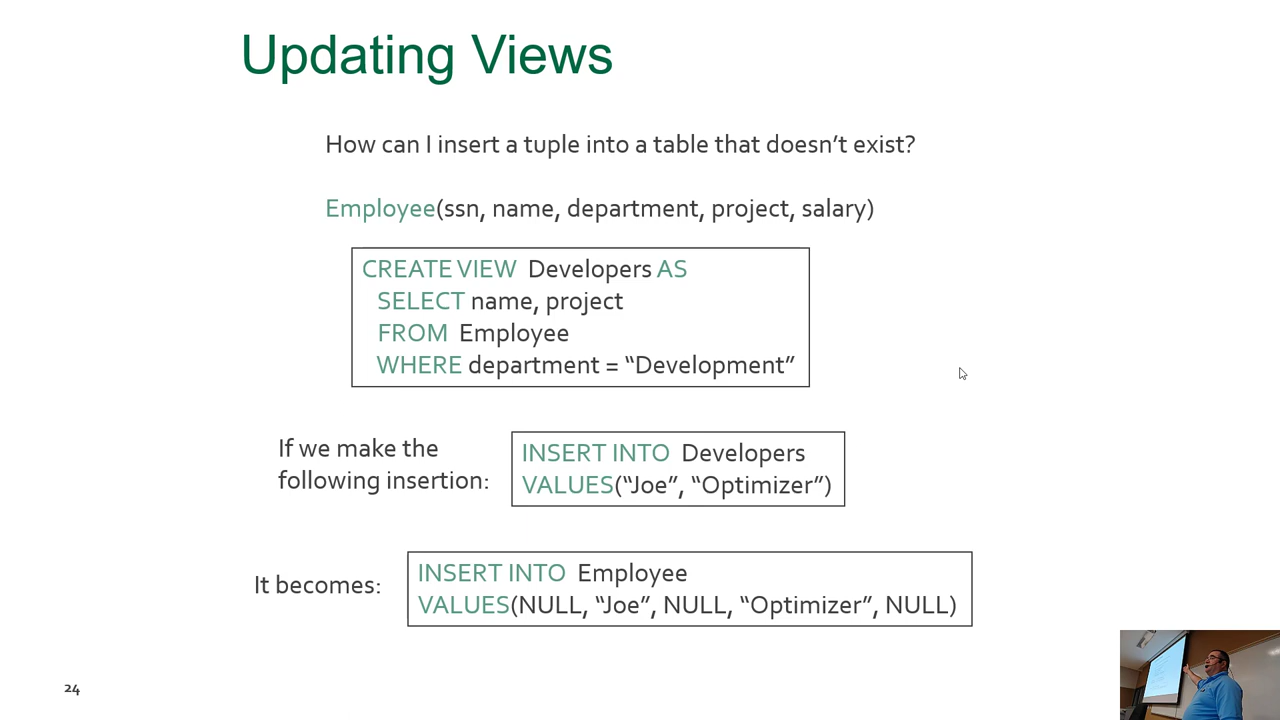 Updating Views
How can I insert a tuple into a table that doesn’t exist?
Employee(ssn, name, department, project, salary)
CREATE VIEW Developers AS
SELECT name, project
FROM Employee
WHERE department = “Development”
If we make the
following insertion:
INSERT INTO Developers
VALUES(“Joe”, “Optimizer”)
It becomes:
INSERT INTO Employee
VALUES(NULL, “Joe”, NULL, “Optimizer”, NULL)
24